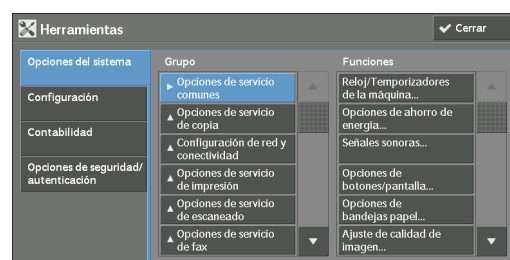 Herramientas
Cerrar
Opciones del sistema
Configuración
Contabilidad
Opciones de seguridad/
autenticación
Grupo
Opciones de servicio
comunes
Opciones de servicio
de copia
Configuración de red y
conectividad
Opciones de servicio
de impresión
Opciones de servicio
de escaneado
Opciones de servicio
de fax
Funciones
Reloj/Temporizadores
de la máquina...
Opciones de ahorro de
energía...
Señales sonoras...
Opciones de
botones/pantalla...
Opciones de
bandejas papel...
Ajuste de calidad de
imagen...